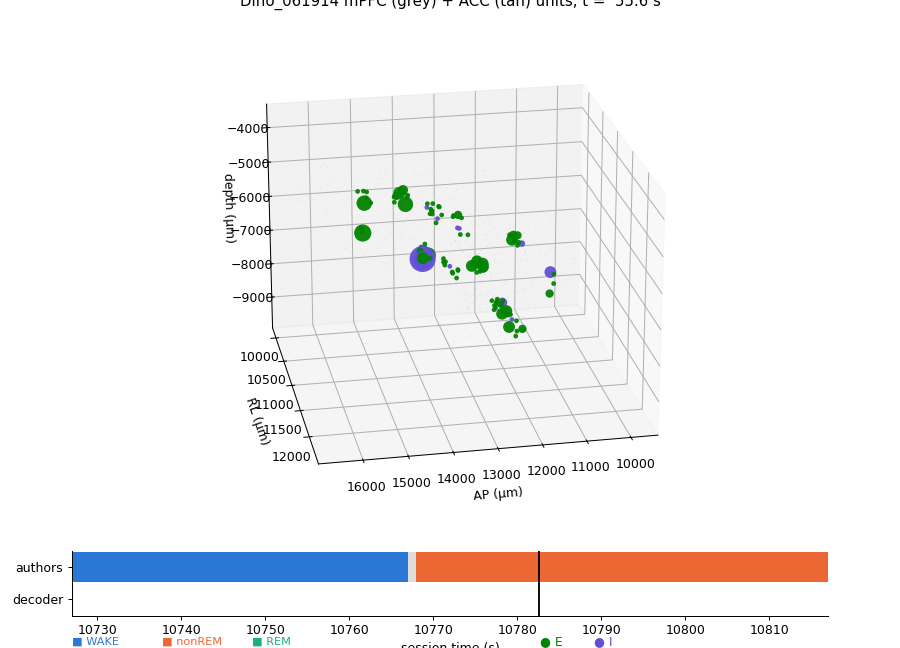 Dino_061914 mPFC (grey) + ACC (tan) units, t = 55.6 s
−4000
−5000
−6000
−7000
−8000
−9000
depth (μm)
10000
10500
11000
11500
12000
RL (μm)
16000
15000
14000
13000
12000
11000
10000
AP (μm)
authors
decoder
10730
10740
10750
10760
10770
10780
10790
10800
10810
session time (s)
WAKE
nonREM
REM
E
I